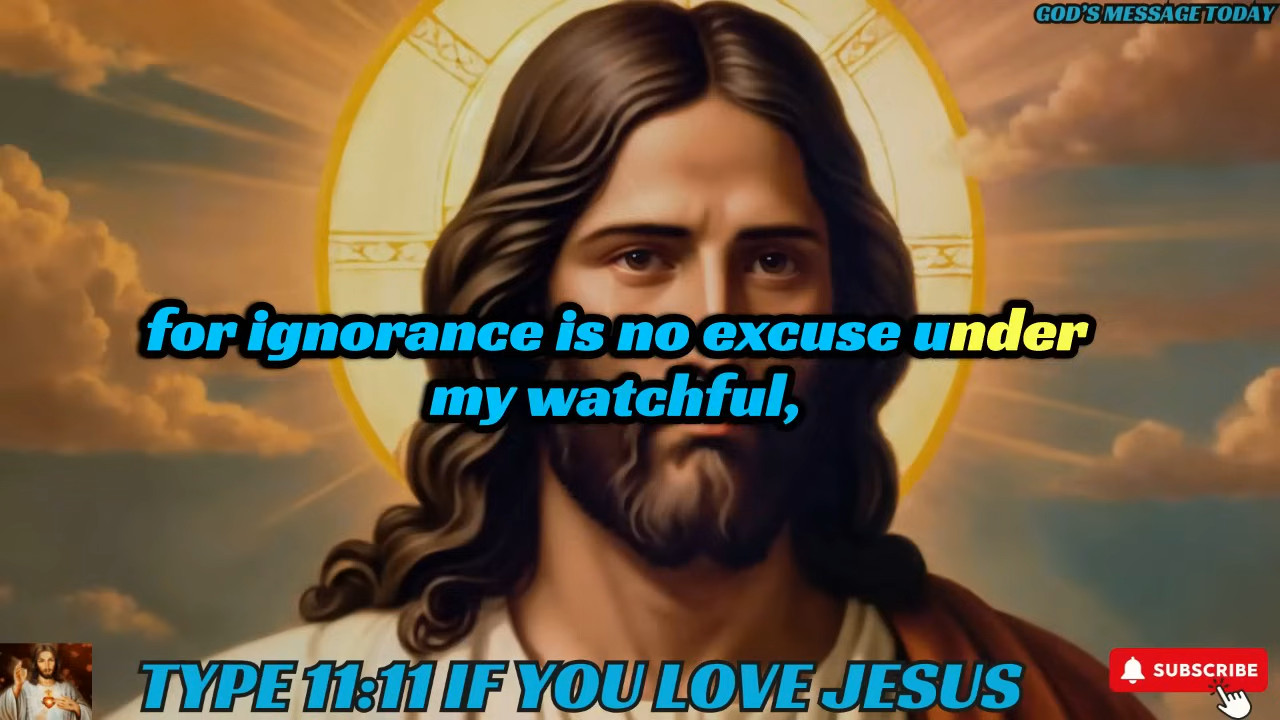 GOD'S MESSAGE TODAY
for ignorance is no excuse under
my watchful,
TYPE 11:11 IF YOU LOVE JESUS
SUBSCRIBE